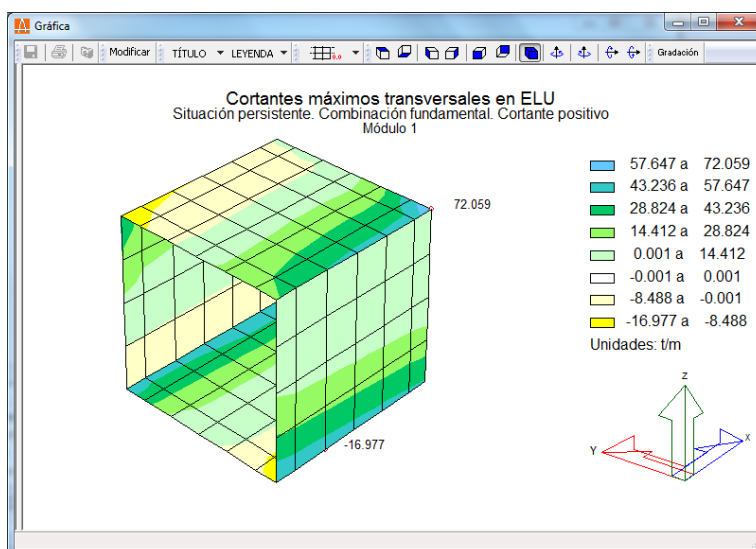 Gráfica
Modificar TÍTULO LEYENDA 0.0 Gradación
Cortantes máximos transversales en ELU
Situación persistente. Combinación fundamental. Cortante positivo
Módulo 1
72.059
-16.977
57.647 a 72.059
43.236 a 57.647
28.824 a 43.236
14.412 a 28.824
0.001 a 14.412
-0.001 a 0.001
-8.488 a -0.001
-16.977 a -8.488
Unidades: t/m
Z
Y
X